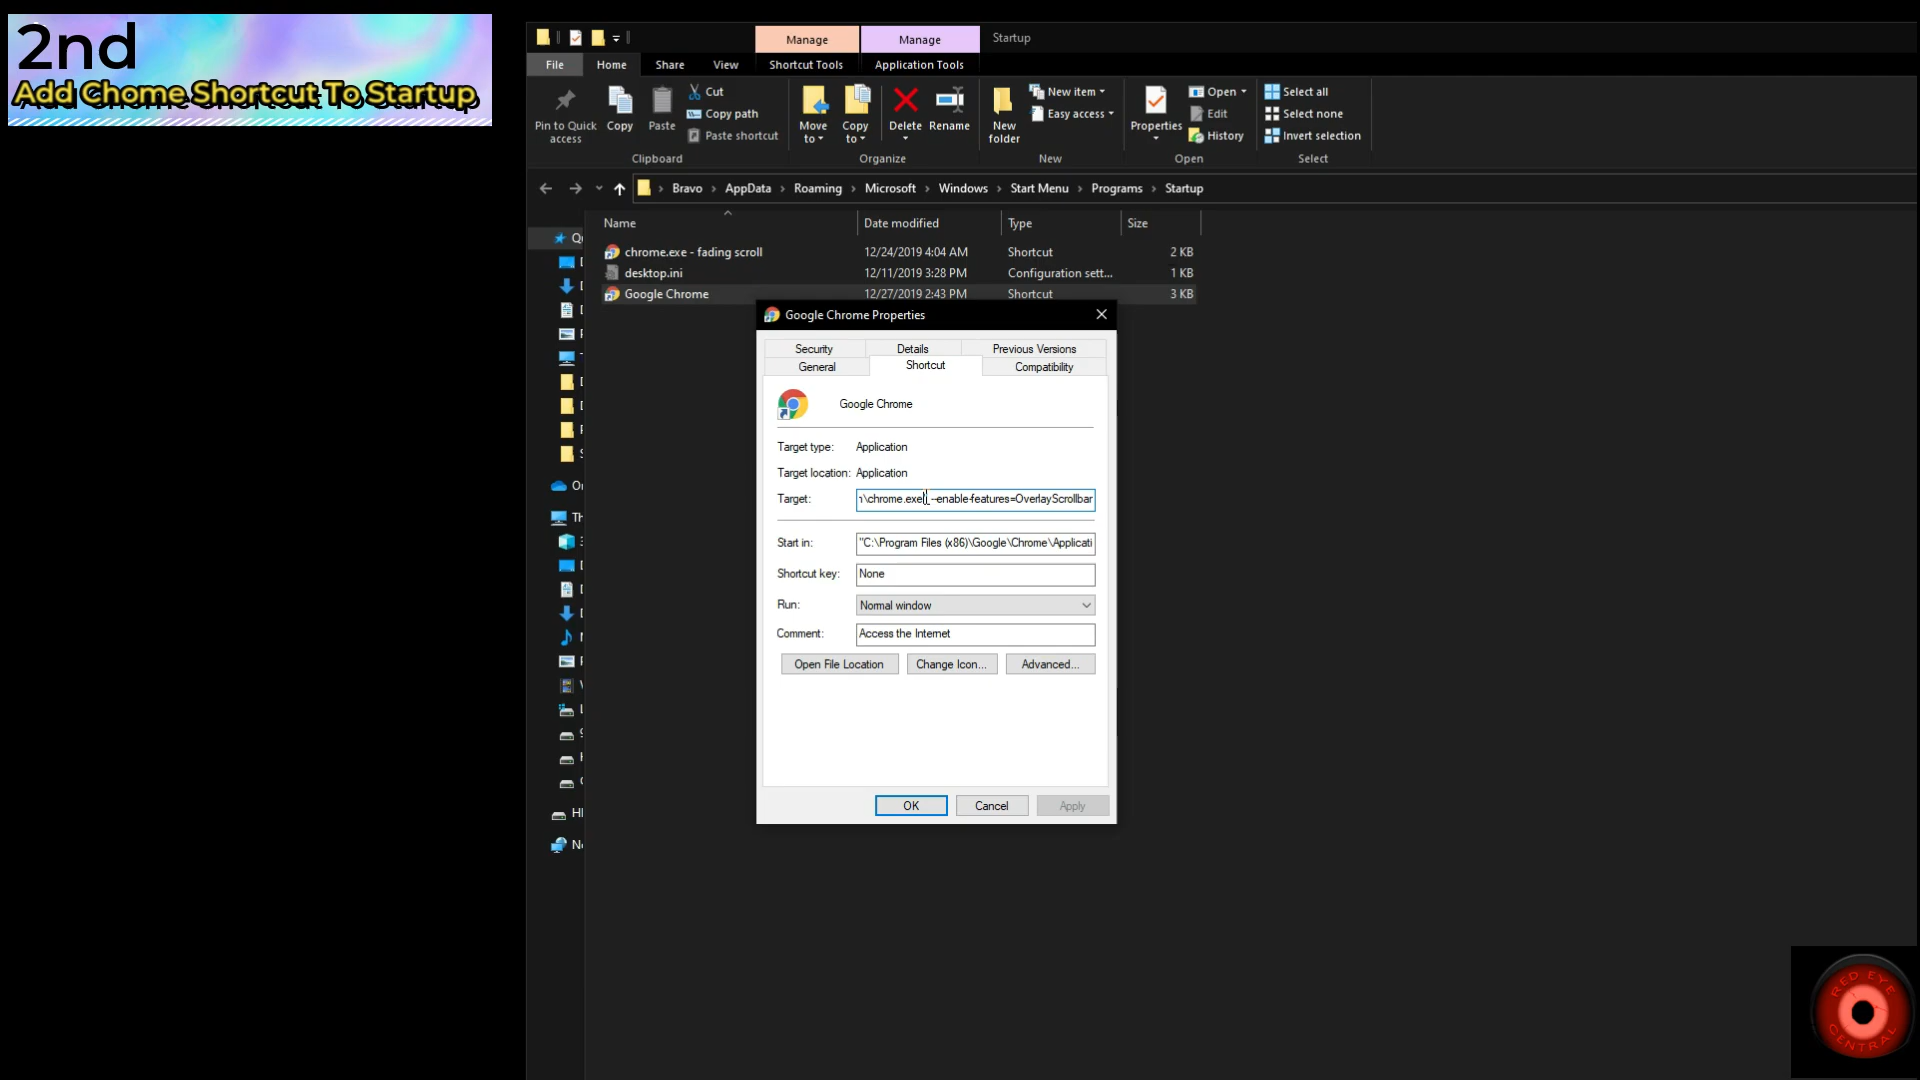 2nd
Add Chome Shortcut To Startup
Manage
Manage
Startup
File
Home
Share
View
Shortcut Tools
Application Tools
Pin to Quick access
Copy
Paste
Cut
Copy path
Paste shortcut
Clipboard
Move to
Copy to
Delete
Rename
Organize
New folder
New item
Easy access
New
Properties
Open
Edit
History
Open
Select all
Select none
Invert selection
Select
Bravo
AppData
Roaming
Microsoft
Windows
Start Menu
Programs
Startup
Name
Date modified
Type
Size
chrome.exe - fading scroll
12/24/2019 4:04 AM
Shortcut
2 KB
desktop.ini
12/11/2019 3:28 PM
Configuration sett...
1 KB
Google Chrome
12/27/2019 2:43 PM
Shortcut
3 KB
Google Chrome Properties
Security
Details
Previous Versions
General
Shortcut
Compatibility
Google Chrome
Target type: Application
Target location: Application
Target: \chrome.exe --enable-features=OverlayScrollbar
Start in: "C:\Program Files (x86)\Google\Chrome\Applicati
Shortcut key: None
Run: Normal window
Comment: Access the Internet
Open File Location
Change Icon...
Advanced...
OK
Cancel
Apply
RED EYE
CENTRAL